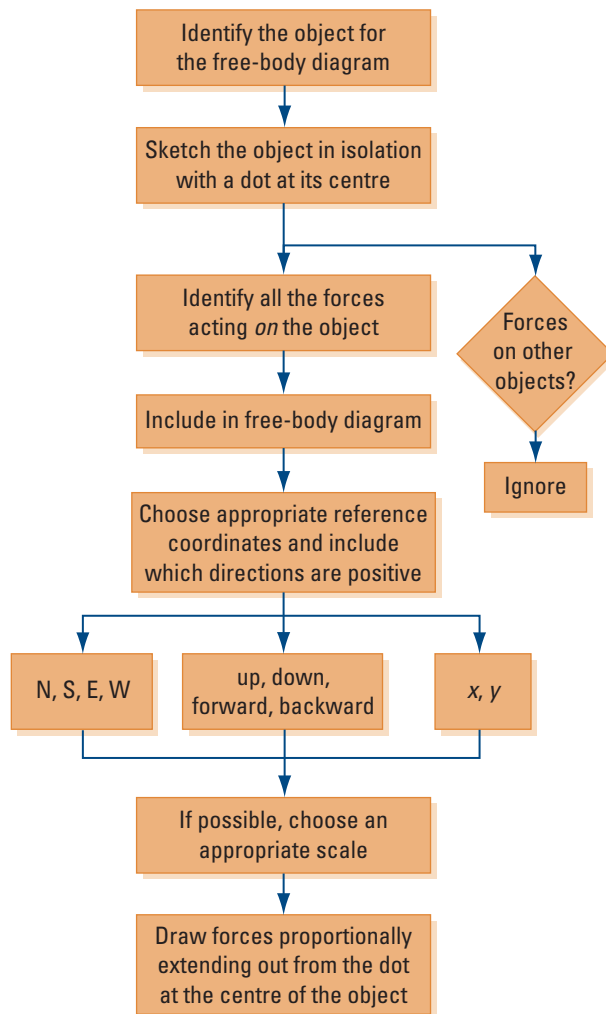 Identify the object for
the free-body diagram
Sketch the object in isolation
with a dot at its centre
Identify all the forces
acting on the object
Forces
on other
objects?
Include in free-body diagram
Ignore
Choose appropriate reference
coordinates and include
which directions are positive
N, S, E, W
up, down,
forward, backward
x, y
If possible, choose an
appropriate scale
Draw forces proportionally
extending out from the dot
at the centre of the object